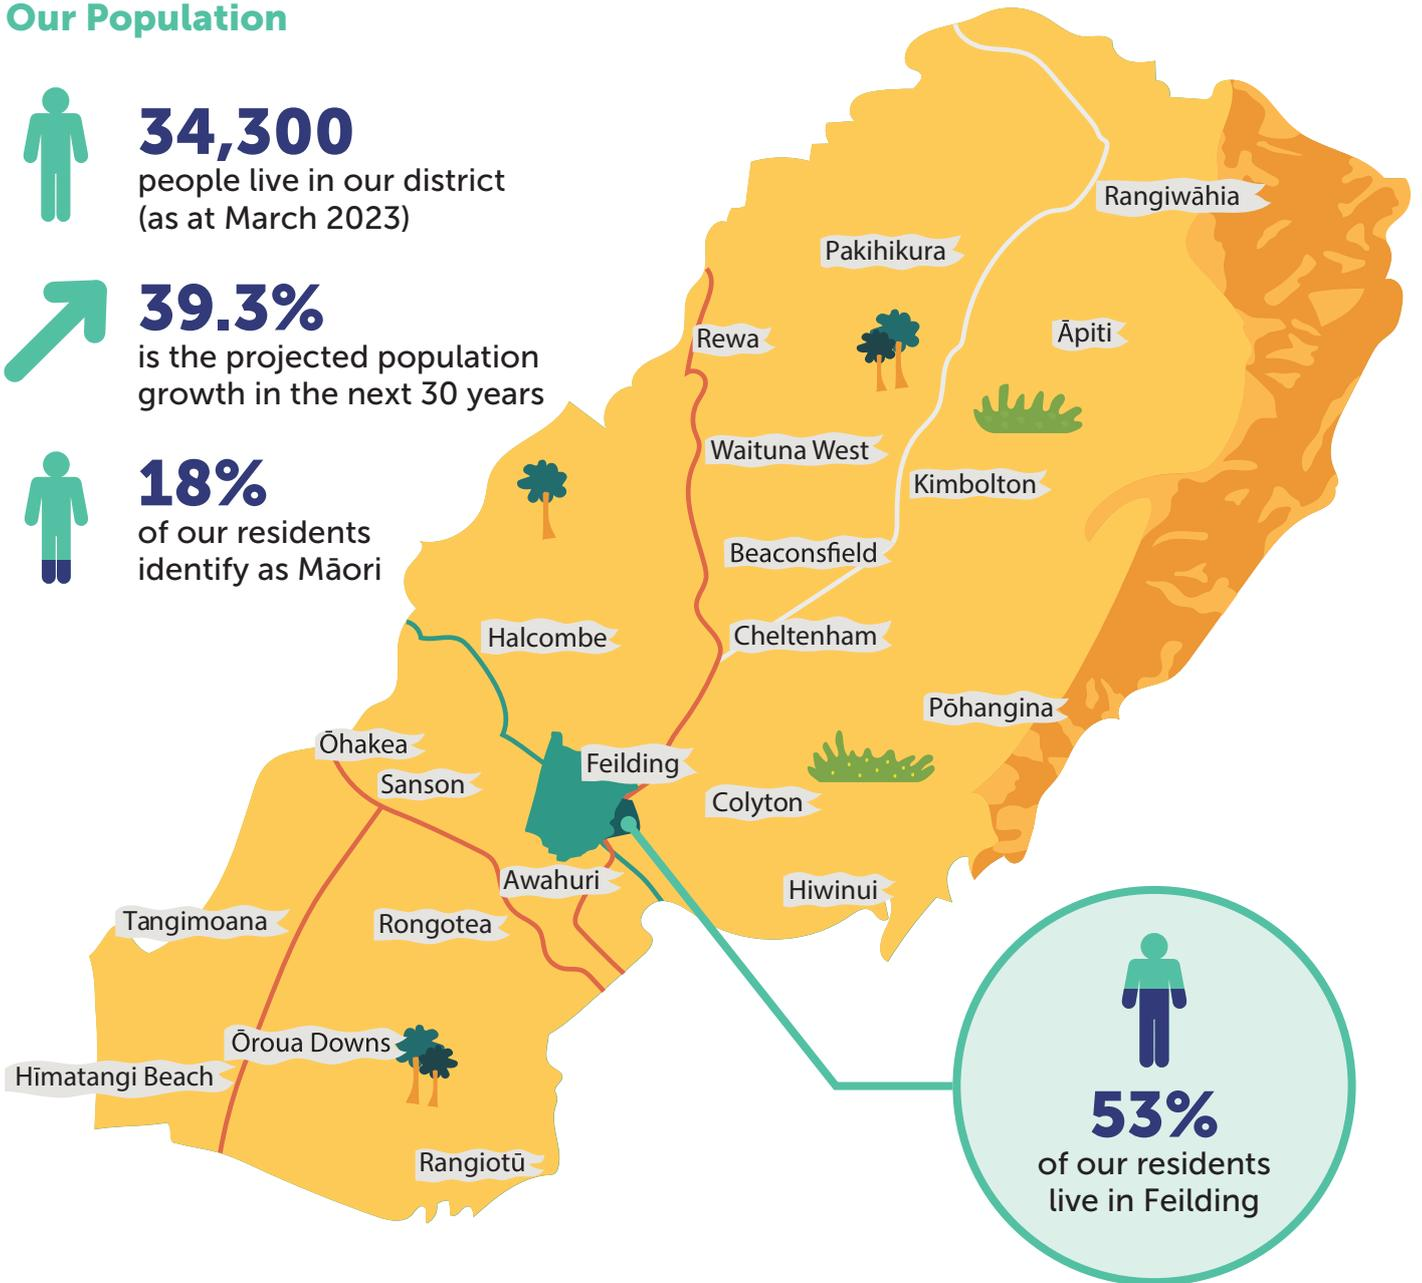 Our Population
34,300
people live in our district
(as at March 2023)
39.3%
is the projected population
growth in the next 30 years
18%
of our residents
identify as Māori
Rangiwāhia
Pakihikura
Rewa
Āpiti
Waituna West
Kimbolton
Beaconsfield
Halcombe
Cheltenham
Pōhangina
Ōhakea
Feilding
Sanson
Colyton
Awahuri
Hiwinui
Tangimoana
Rongotea
Ōroua Downs
Hīmatangi Beach
Rangiotū
53%
of our residents
live in Feilding